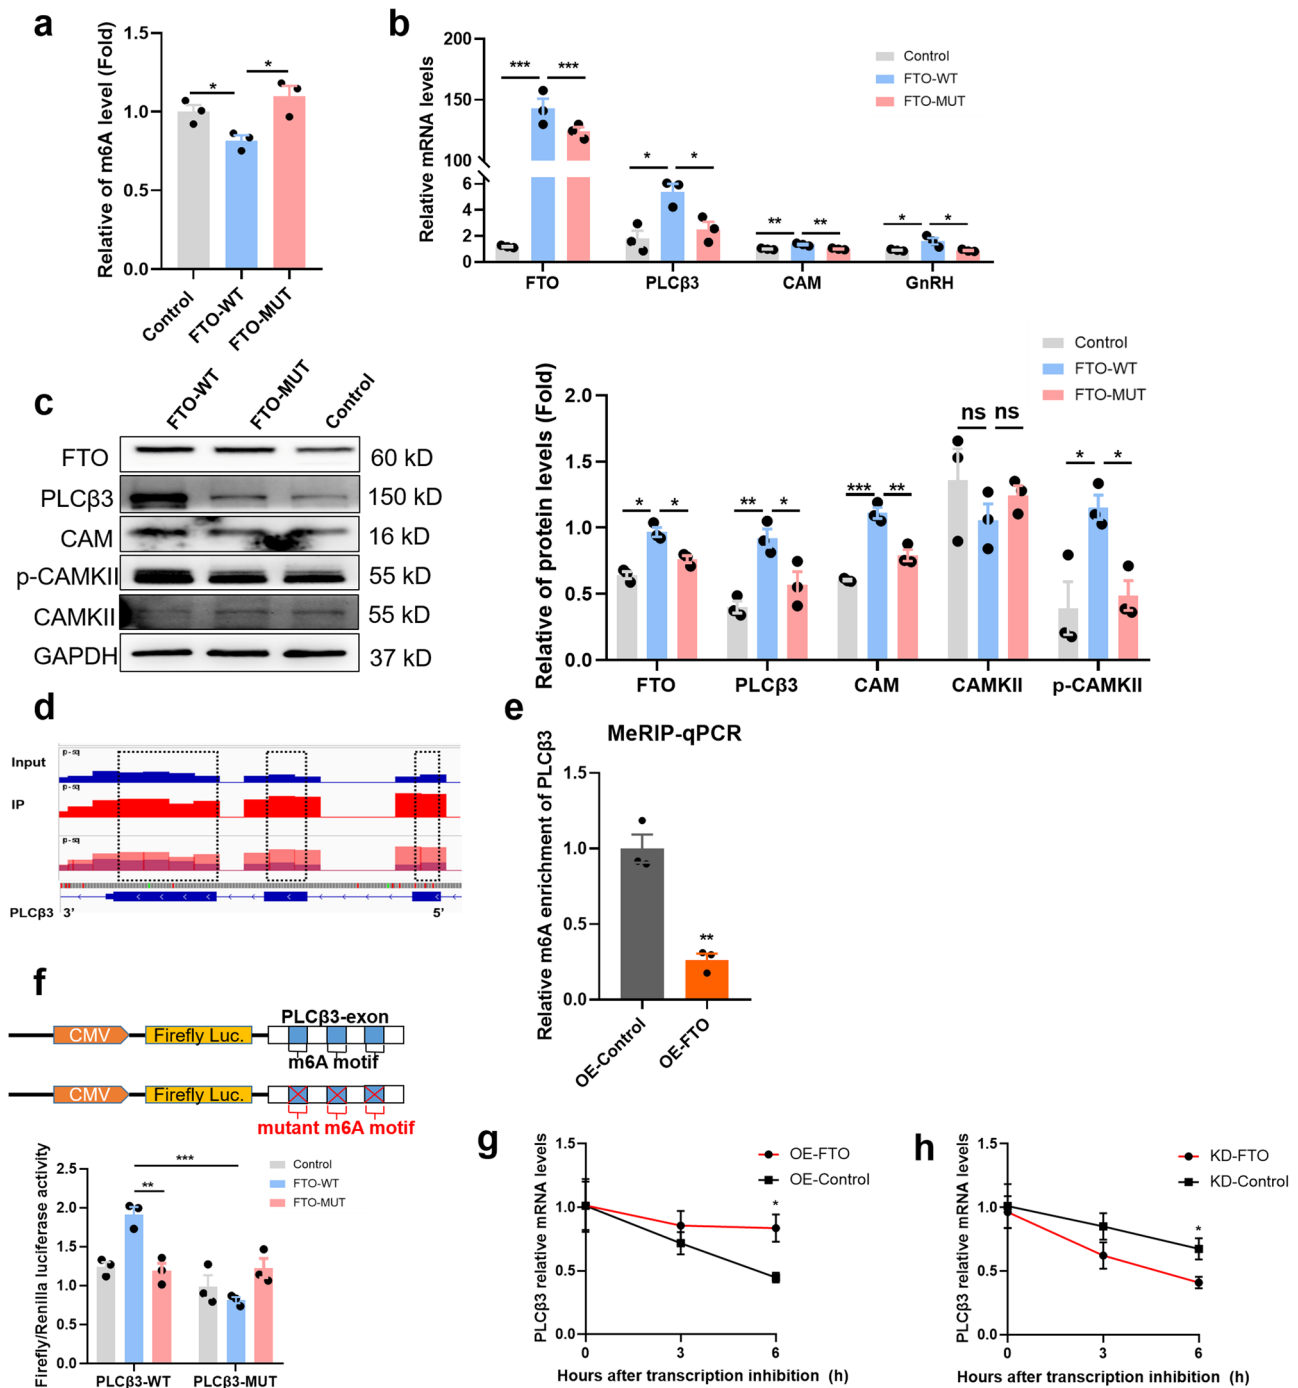 a
Relative of m6A level (Fold)
1.5
1.0
0.5
0.0
*
*
Control
FTO-WT
FTO-MUT
b
Relative mRNA levels
200
150
100
6
4
2
0
***
***
*
*
**
**
*
*
FTO
PLCβ3
CAM
GnRH
Control
FTO-WT
FTO-MUT
c
FTO-WT
FTO-MUT
Control
FTO
60 kD
PLCβ3
150 kD
CAM
16 kD
p-CAMKII
55 kD
CAMKII
55 kD
GAPDH
37 kD
Relative of protein levels (Fold)
2.0
1.5
1.0
0.5
0.0
*
*
**
*
***
**
ns
ns
*
*
FTO
PLCβ3
CAM
CAMKII
p-CAMKII
Control
FTO-WT
FTO-MUT
d
Input
IP
PLCβ3
3’
5’
e
MeRIP-qPCR
Relative m6A enrichment of PLCβ3
1.5
1.0
0.5
0.0
**
OE-Control
OE-FTO
f
CMV
Firefly Luc.
PLCβ3-exon
m6A motif
CMV
Firefly Luc.
mutant m6A motif
Firefly/Renilla luciferase activity
2.5
2.0
1.5
1.0
0.5
0.0
***
**
PLCβ3-WT
PLCβ3-MUT
Control
FTO-WT
FTO-MUT
g
PLCβ3 relative mRNA levels
1.5
1.0
0.5
0.0
*
0
3
6
Hours after transcription inhibition (h)
OE-FTO
OE-Control
h
PLCβ3 relative mRNA levels
1.5
1.0
0.5
0.0
*
0
3
6
Hours after transcription inhibition (h)
KD-FTO
KD-Control